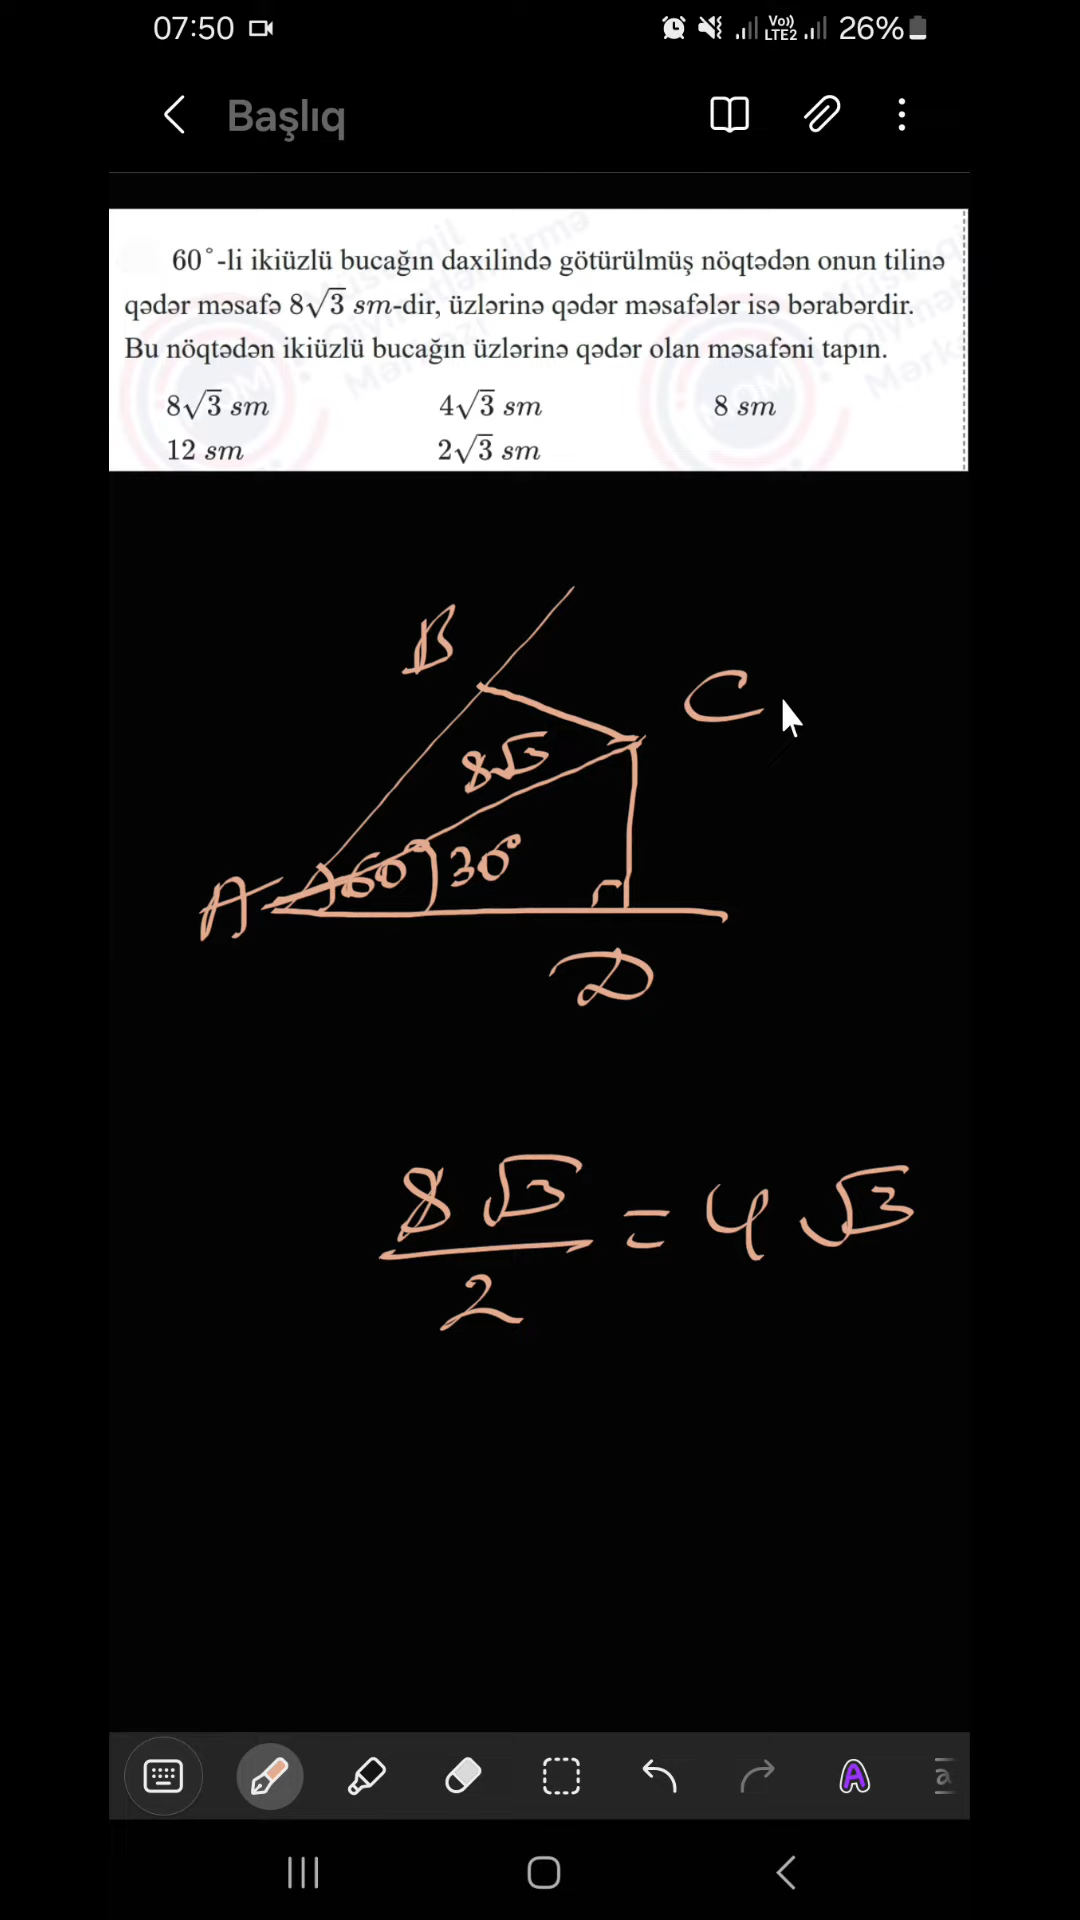 07:50 Vo)) LTE2 26%
Başlıq
60°-li ikiüzlü bucağın daxilində götürülmüş nöqtədən onun tilinə
qədər məsafə 8√3 sm-dir, üzlərinə qədər məsafələr isə bərabərdir.
Bu nöqtədən ikiüzlü bucağın üzlərinə qədər olan məsafəni tapın.
8√3 sm 4√3 sm 8 sm
12 sm 2√3 sm
B
C
8√3
A 60° 30°
D
8√3/2 = 4√3
A a